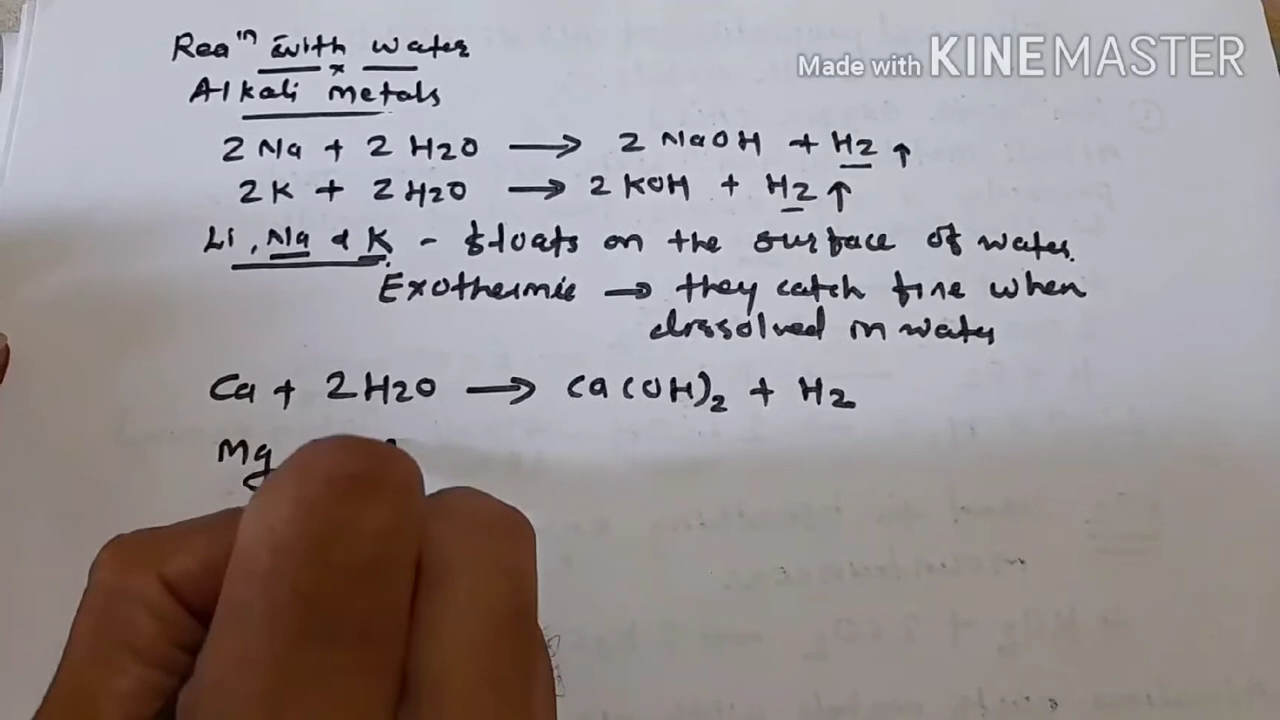 Reaⁿ with water
Made with KINEMASTER
Alkali metals
2 Na + 2 H2O → 2 NaOH + H2 ↑
2K + 2H2O → 2 KOH + H2 ↑
Li, Na & K - floats on the surface of water.
Exothermic → they catch fire when
dissolved in water
Ca + 2H2O → Ca(OH)2 + H2
Mg